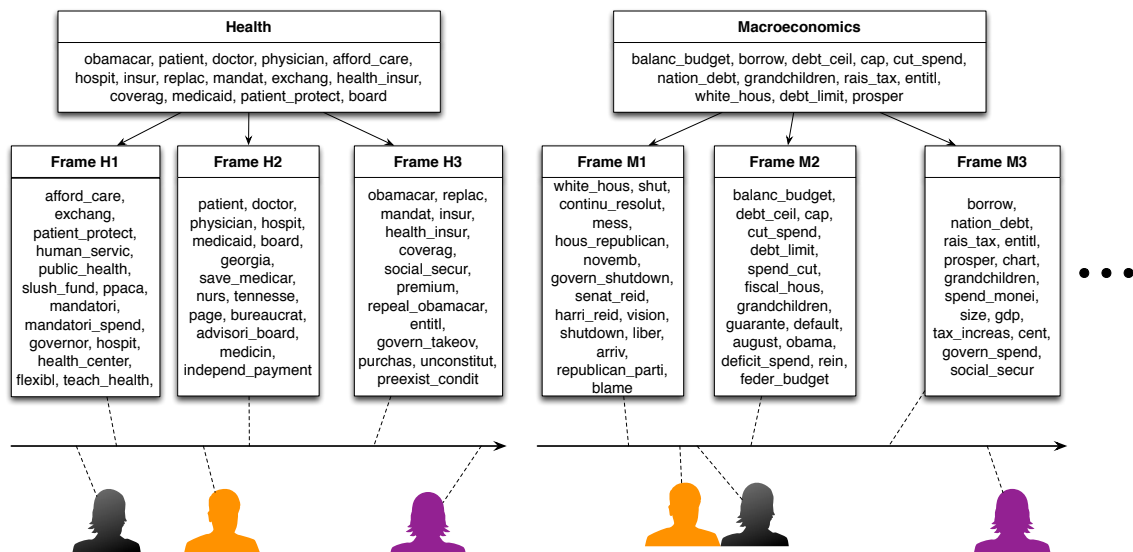 Health
obamacar, patient, doctor, physician, afford_care,
hospit, insur, replac, mandat, exchang, health_insur,
coverag, medicaid, patient_protect, board
Macroeconomics
balanc_budget, borrow, debt_ceil, cap, cut_spend,
nation_debt, grandchildren, rais_tax, entitl,
white_hous, debt_limit, prosper
Frame H1
afford_care,
exchang,
patient_protect,
human_servic,
public_health,
slush_fund, ppaca,
mandatori,
mandatori_spend,
governor, hospit,
health_center,
flexibl, teach_health,
Frame H2
patient, doctor,
physician, hospit,
medicaid, board,
georgia,
save_medicar,
nurs, tennesse,
page, bureaucrat,
advisori_board,
medicin,
independ_payment
Frame H3
obamacar, replac,
mandat, insur,
health_insur,
coverag,
social_secur,
premium,
repeal_obamacar,
entitl,
govern_takeov,
purchas, unconstitut,
preexist_condit
Frame M1
white_hous, shut,
continu_resolut,
mess,
hous_republican,
novemb,
govern_shutdown,
senat_reid,
harri_reid, vision,
shutdown, liber,
arriv,
republican_parti,
blame
Frame M2
balanc_budget,
debt_ceil, cap,
cut_spend,
debt_limit,
spend_cut,
fiscal_hous,
grandchildren,
guarante, default,
august, obama,
deficit_spend, rein,
feder_budget
Frame M3
borrow,
nation_debt,
rais_tax, entitl,
prosper, chart,
grandchildren,
spend_monei,
size, gdp,
tax_increas, cent,
govern_spend,
social_secur